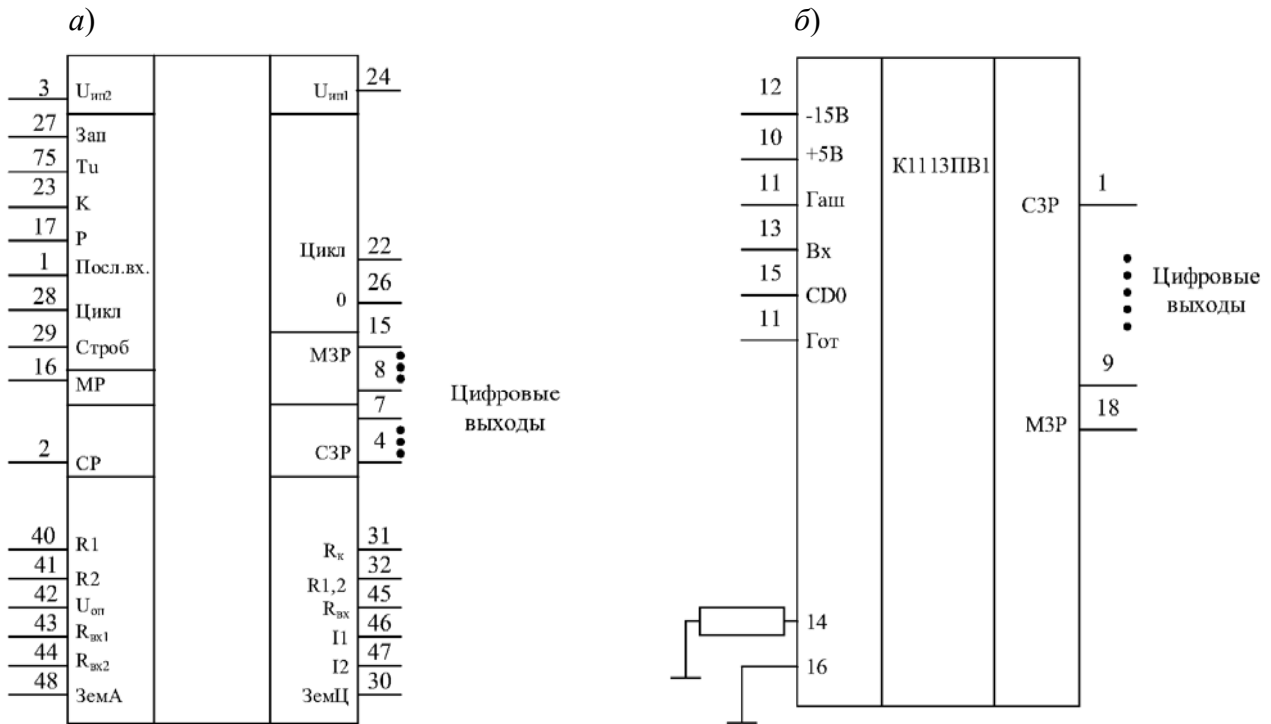 а)
3 Uип2
27 Зап
75 Tu
23 К
17 Р
1 Посл.вх.
28 Цикл
29 Строб
16 МР
2 СР
40 R1
41 R2
42 Uоп
43 Rвх1
44 Rвх2
48 ЗемА
Uип1 24
Цикл 22
0 26
15
МЗР
8
7
СЗР 4
Rк 31
R1,2 32
Rвх 45
I1 46
I2 47
ЗемЦ 30
Цифровые
выходы
б)
12 -15В
10 +5В
11 Гаш
13 Вх
15 CD0
11 Гот
14
16
К1113ПВ1
СЗР 1
9
МЗР 18
Цифровые
выходы